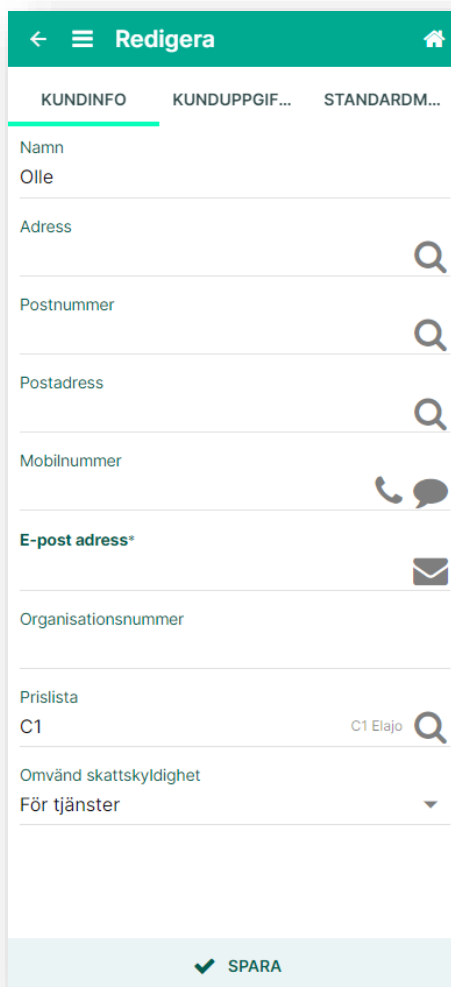 Redigera
KUNDINFO KUNDUPPGIF... STANDARDM...
Namn
Olle
Adress
Postnummer
Postadress
Mobilnummer
E-post adress*
Organisationsnummer
Prislista
C1 C1 Elajo
Omvänd skattskyldighet
För tjänster
SPARA